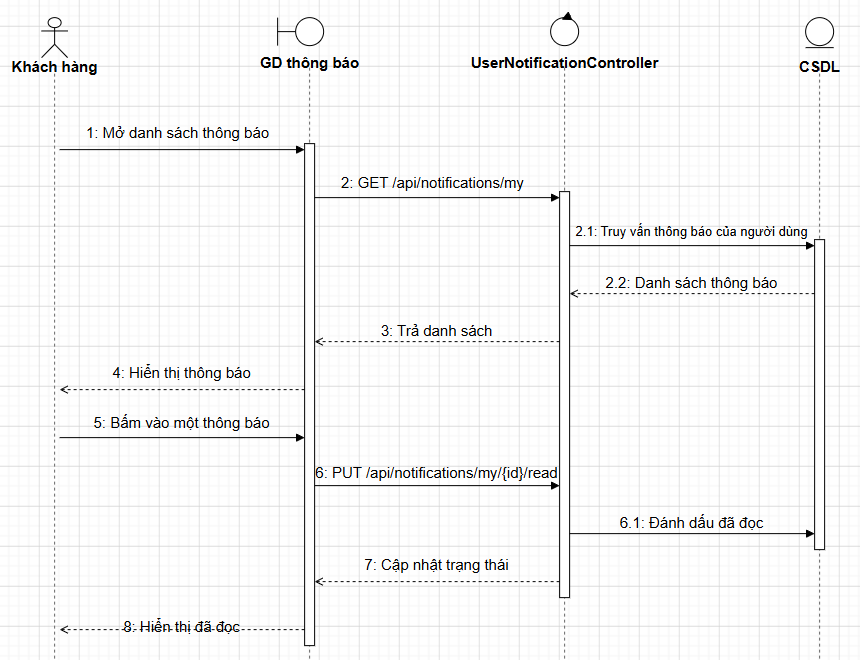 Khách hàng
GD thông báo
UserNotificationController
CSDL
1: Mở danh sách thông báo
2: GET /api/notifications/my
2.1: Truy vấn thông báo của người dùng
2.2: Danh sách thông báo
3: Trả danh sách
4: Hiển thị thông báo
5: Bấm vào một thông báo
6: PUT /api/notifications/my/{id}/read
6.1: Đánh dấu đã đọc
7: Cập nhật trạng thái
8: Hiển thị đã đọc